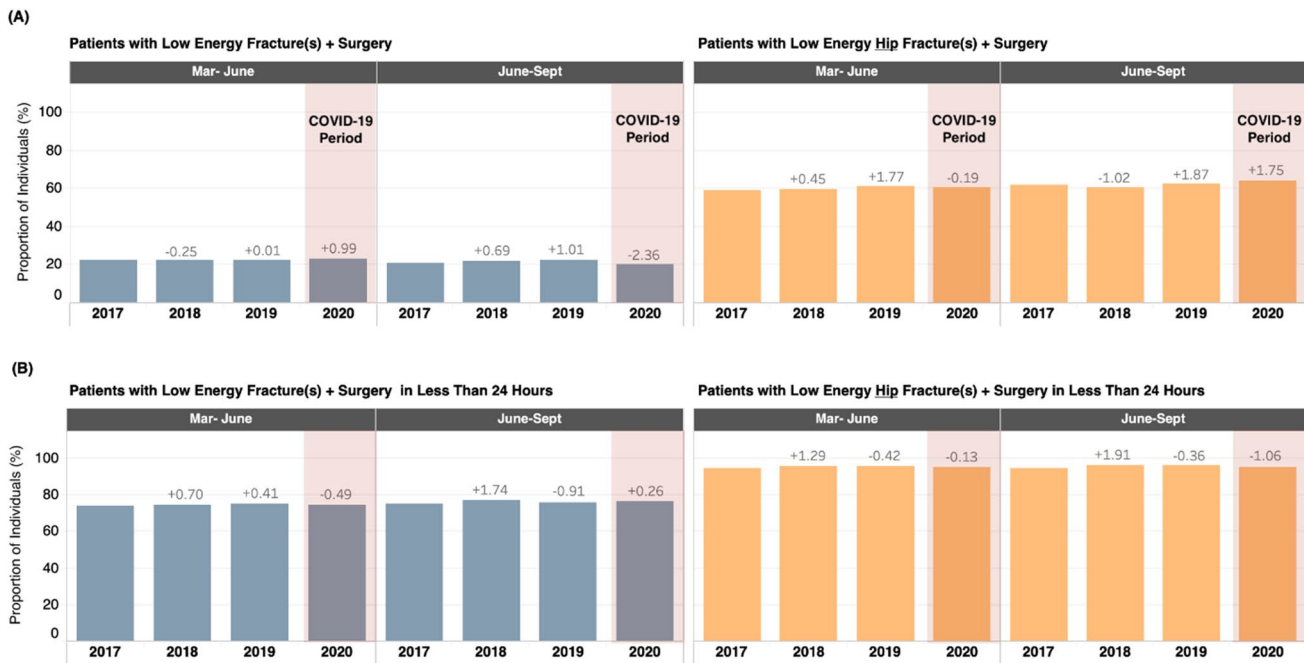 (A)
Patients with Low Energy Fracture(s) + Surgery
Mar- June
June-Sept
Proportion of Individuals (%)
100
80
60
40
20
0
COVID-19
Period
COVID-19
Period
-0.25
+0.01
+0.99
+0.69
+1.01
-2.36
2017
2018
2019
2020
2017
2018
2019
2020
Patients with Low Energy Hip Fracture(s) + Surgery
Mar- June
June-Sept
COVID-19
Period
COVID-19
Period
+0.45
+1.77
-0.19
-1.02
+1.87
+1.75
2017
2018
2019
2020
2017
2018
2019
2020
(B)
Patients with Low Energy Fracture(s) + Surgery in Less Than 24 Hours
Mar- June
June-Sept
Proportion of Individuals (%)
100
80
60
40
20
0
+0.70
+0.41
-0.49
+1.74
-0.91
+0.26
2017
2018
2019
2020
2017
2018
2019
2020
Patients with Low Energy Hip Fracture(s) + Surgery in Less Than 24 Hours
Mar- June
June-Sept
+1.29
-0.42
-0.13
+1.91
-0.36
-1.06
2017
2018
2019
2020
2017
2018
2019
2020